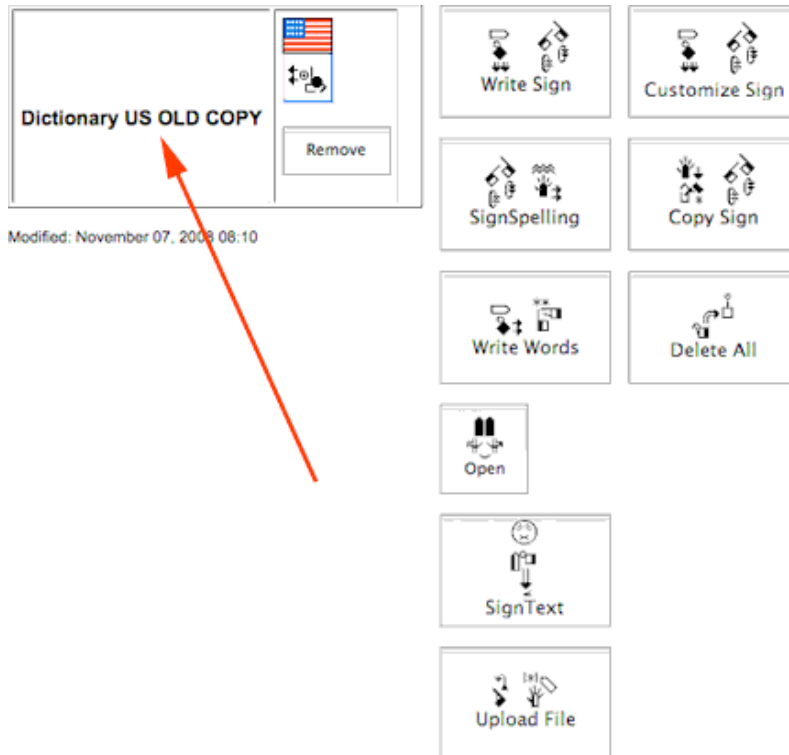 Dictionary US OLD COPY
Remove
Modified: November 07, 2008 08:10
Write Sign
Customize Sign
SignSpelling
Copy Sign
Write Words
Delete All
Open
SignText
Upload File